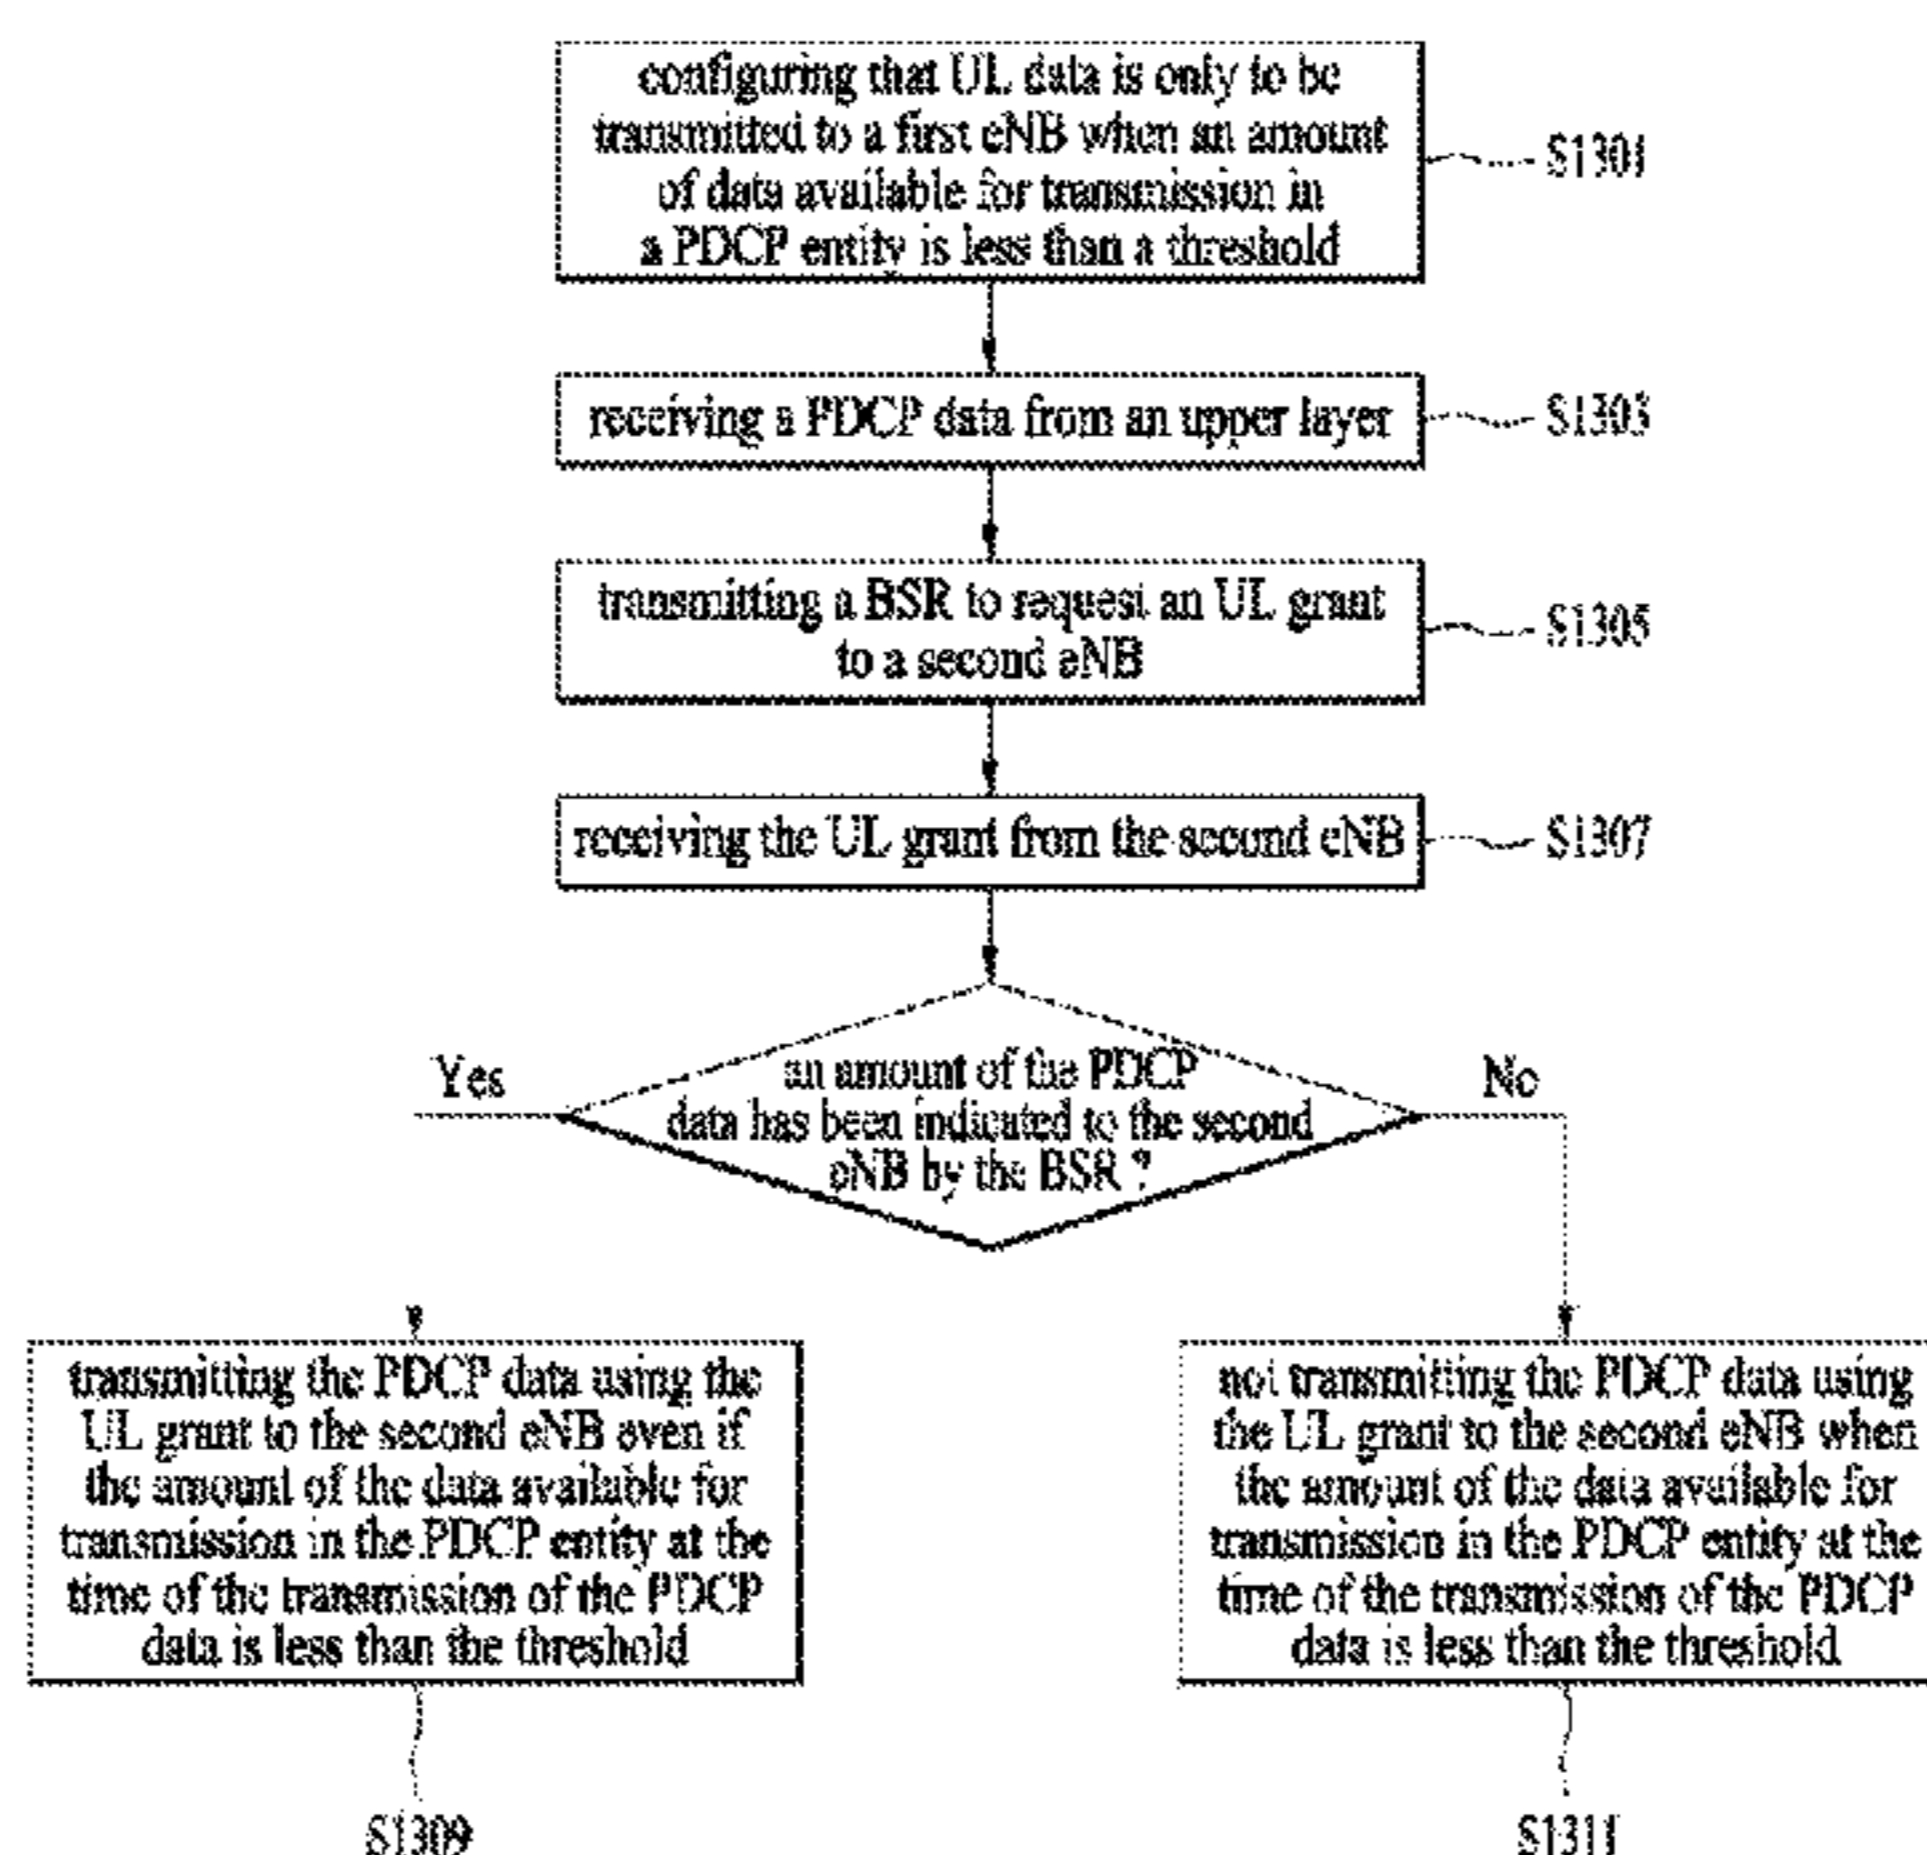 configuring that UL data is only to be
transmitted to a first eNB when an amount
of data available for transmission in
a PDCP entity is less than a threshold
S1301
receiving a PDCP data from an upper layer
S1303
transmitting a BSR to request an UL grant
to a second eNB
S1305
receiving the UL grant from the second eNB
S1307
an amount of the PDCP
data has been indicated to the second
eNB by the BSR ?
Yes
No
transmitting the PDCP data using the
UL grant to the second eNB even if
the amount of the data available for
transmission in the PDCP entity at the
time of the transmission of the PDCP
data is less than the threshold
S1309
not transmitting the PDCP data using
the UL grant to the second eNB when
the amount of the data available for
transmission in the PDCP entity at the
time of the transmission of the PDCP
data is less than the threshold
S1311